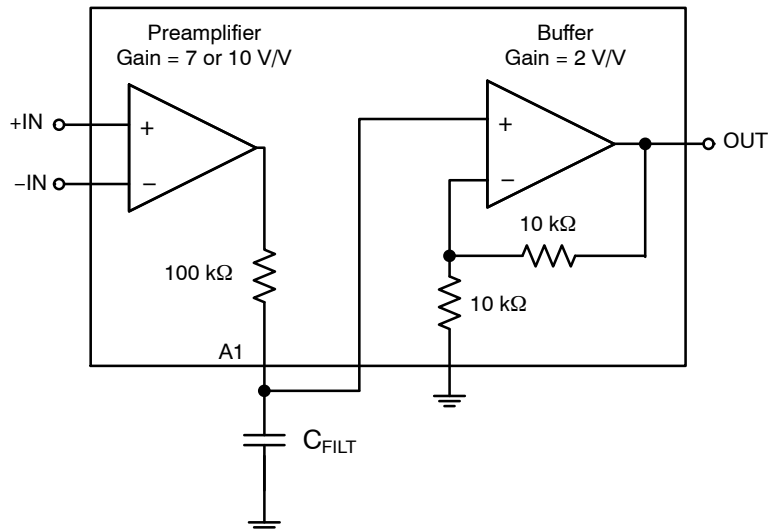 Preamplifier
Gain = 7 or 10 V/V
Buffer
Gain = 2 V/V
+IN
+
−IN
−
+
−
OUT
10 kΩ
100 kΩ
10 kΩ
A1
CFILT